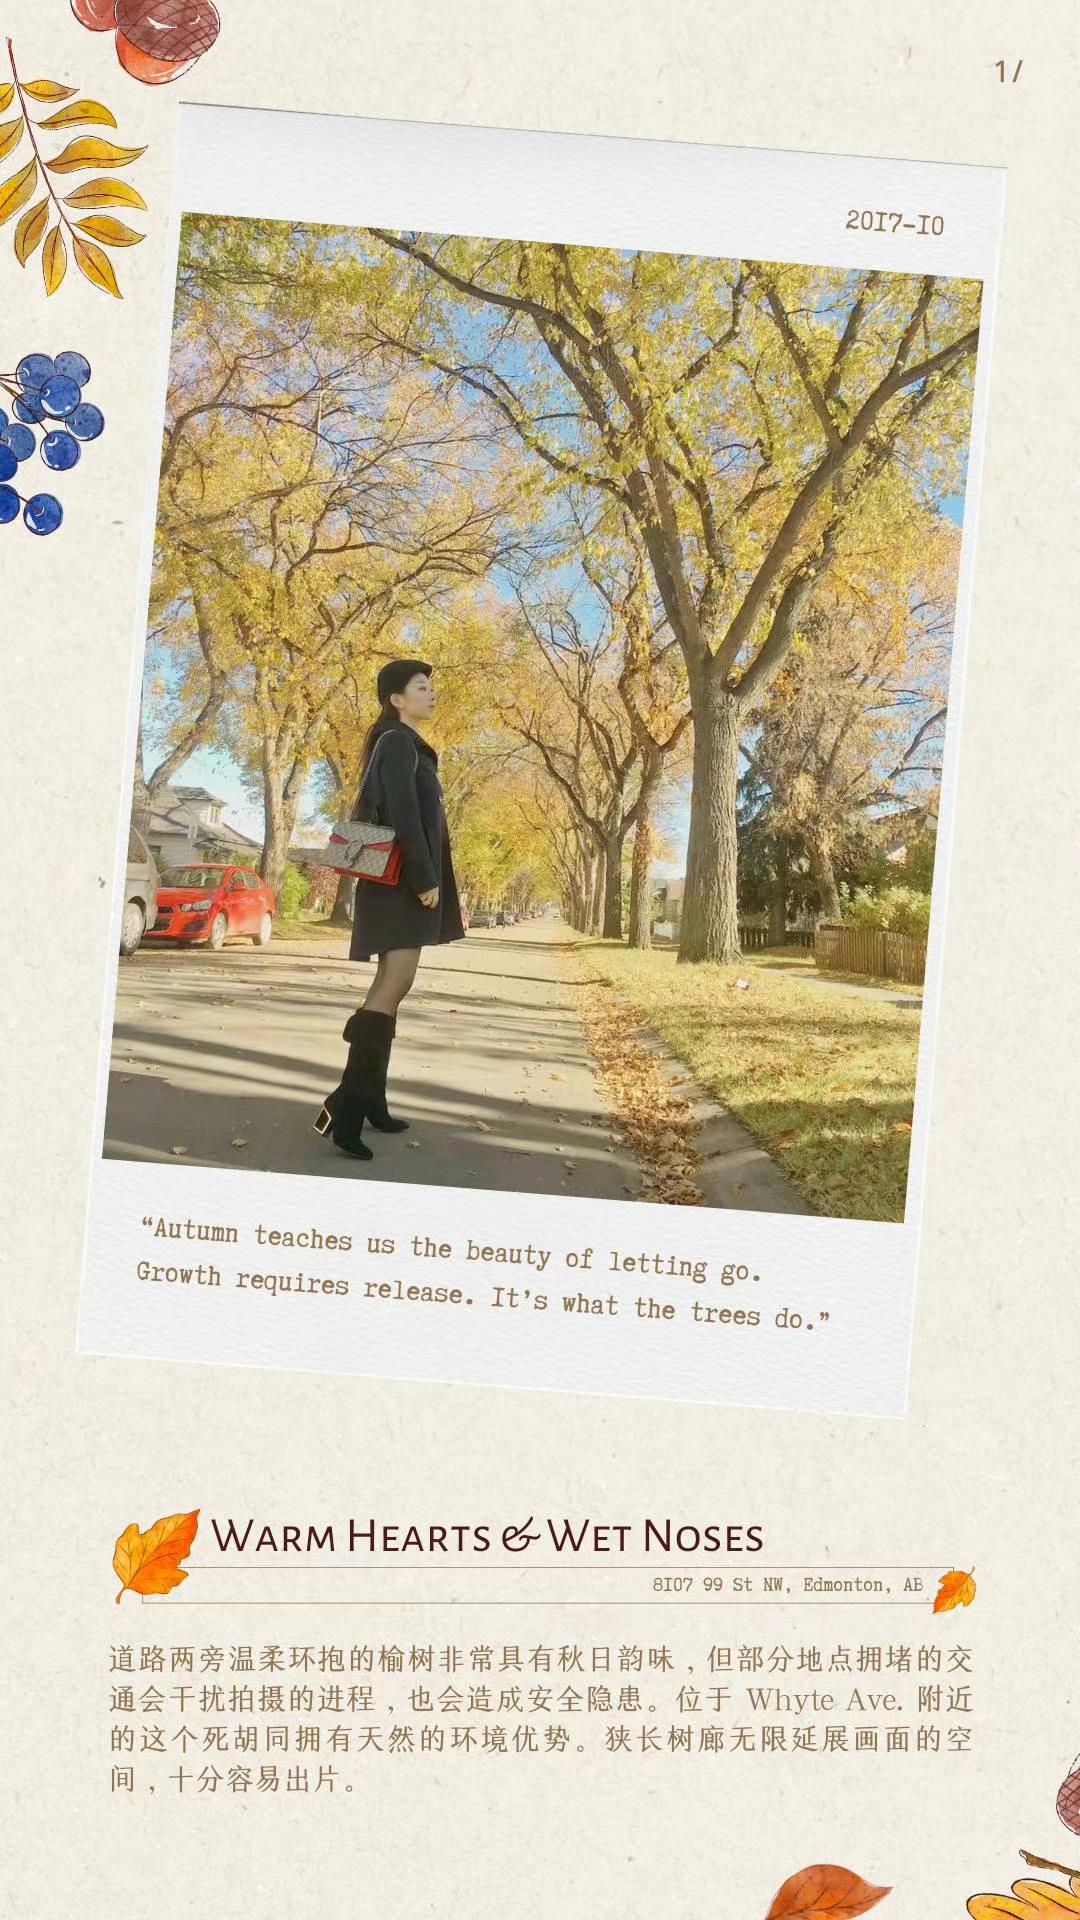 1/
2017-10
“Autumn teaches us the beauty of letting go.
Growth requires release. It’s what the trees do.”
Warm Hearts & Wet Noses
8107 99 St NW, Edmonton, AB
道路两旁温柔环抱的榆树非常具有秋日韵味，但部分地点拥堵的交
通会干扰拍摄的进程，也会造成安全隐患。位于 Whyte Ave. 附近
的这个死胡同拥有天然的环境优势。狭长树廊无限延展画面的空
间，十分容易出片。